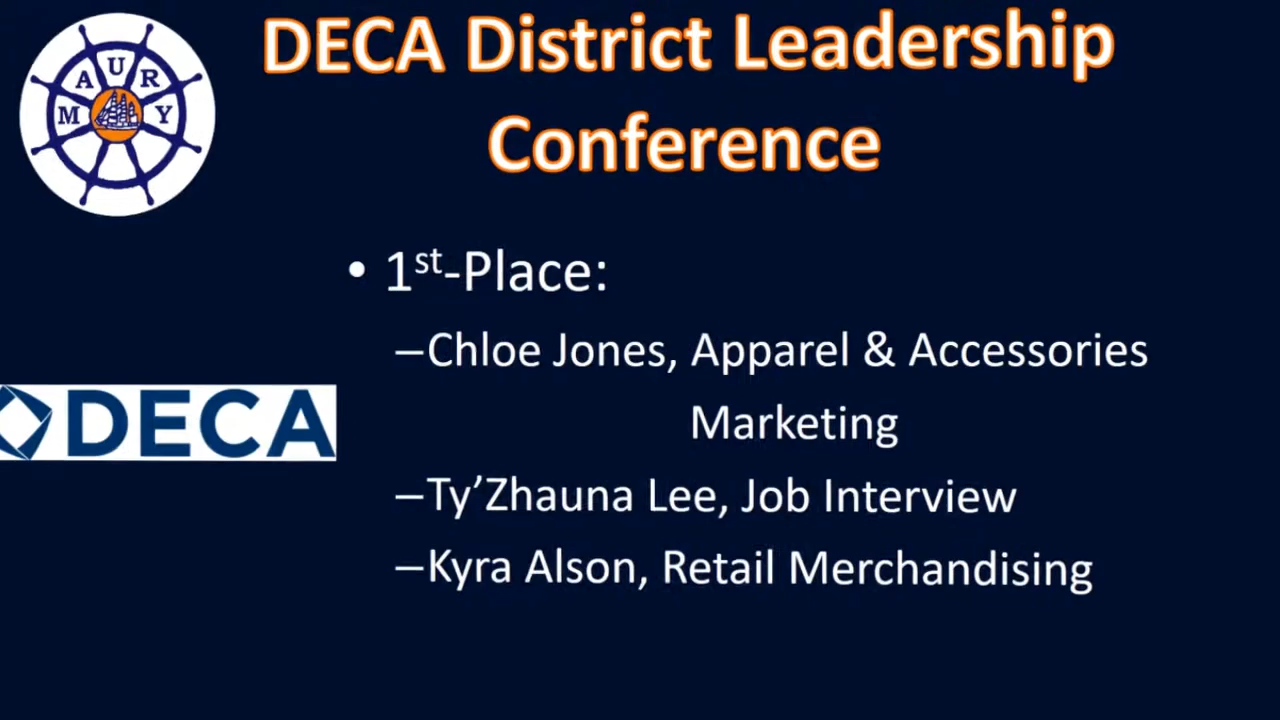 MAURY
DECA District Leadership
Conference
• 1st-Place:
–Chloe Jones, Apparel & Accessories
Marketing
DECA
–Ty’Zhauna Lee, Job Interview
–Kyra Alson, Retail Merchandising